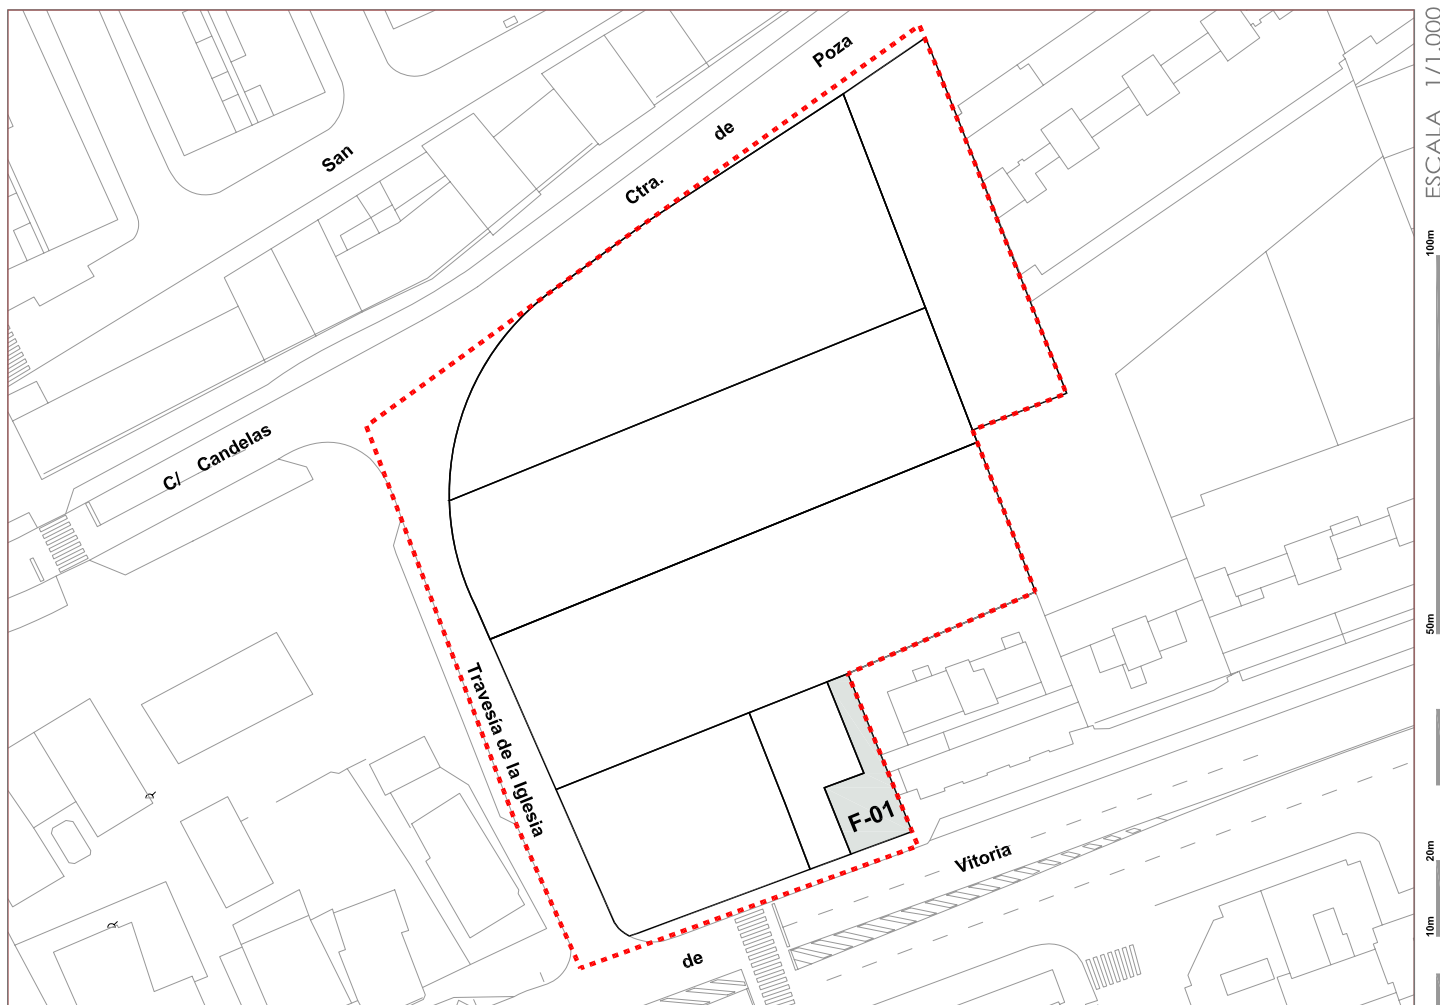 San
Ctra. de Poza
C/ Candelas
Travesía de la Iglesia
F-01
de Vitoria
ESCALA 1/1.000
100m
50m
20m
10m